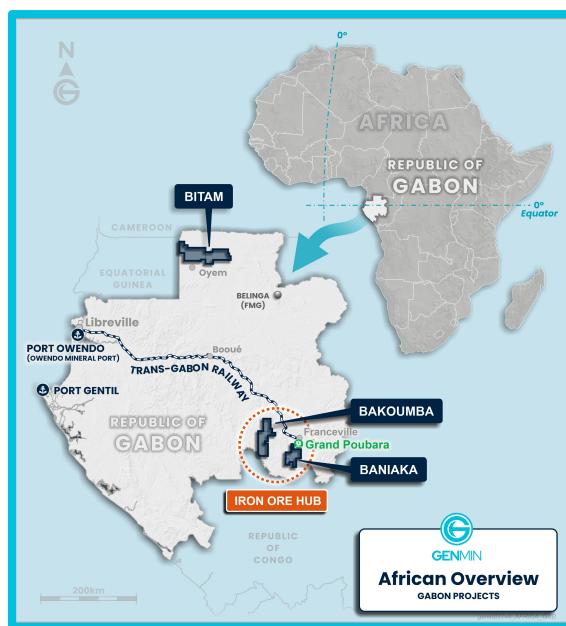 N
0°
AFRICA
REPUBLIC OF
GABON
0°
Equator
BITAM
CAMEROON
EQUATORIAL
GUINEA
Oyem
BELINGA
(FMG)
Libreville
PORT OWENDO
(OWENDO MINERAL PORT)
Booué
TRANS-GABON RAILWAY
PORT GENTIL
REPUBLIC OF
GABON
BAKOUMBA
Franceville
Grand Poubara
BANIAKA
IRON ORE HUB
REPUBLIC
OF
CONGO
GENMIN
African Overview
GABON PROJECTS
200km